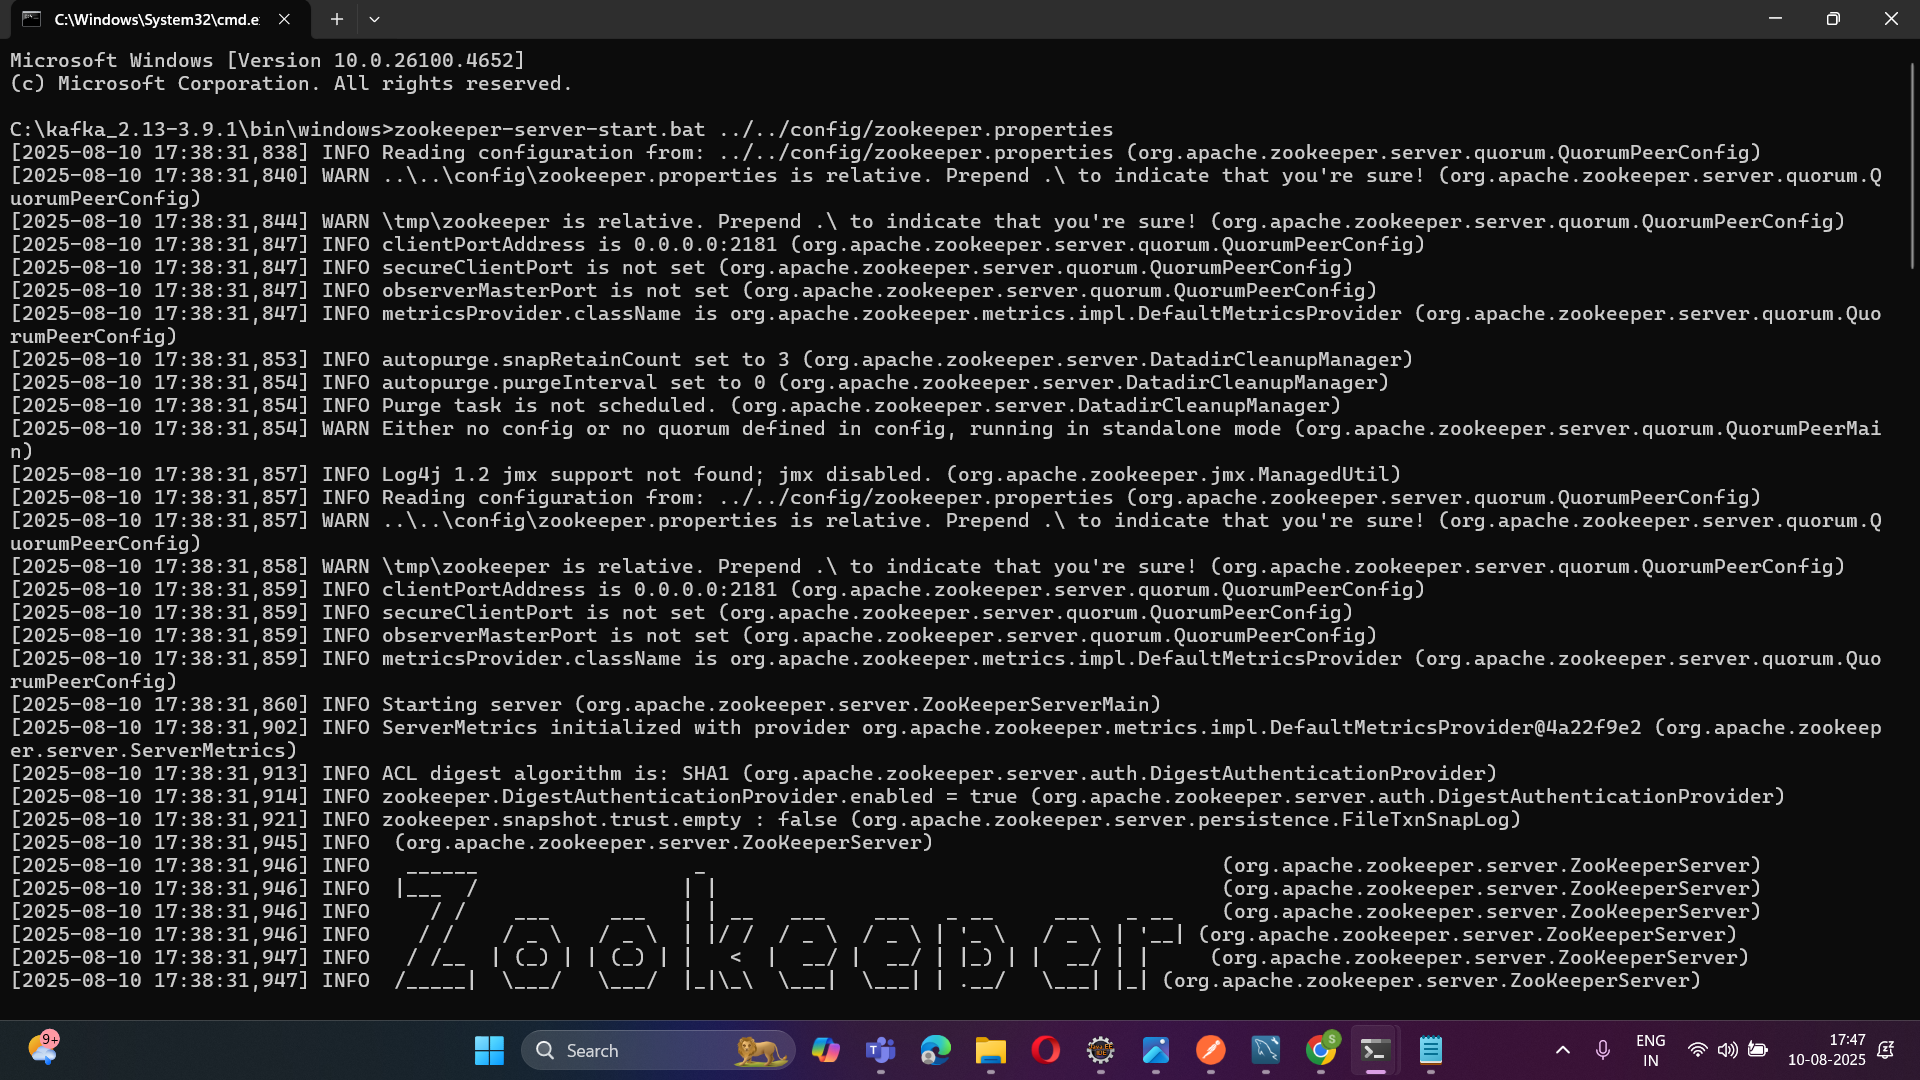 C:\Windows\System32\cmd.e
Microsoft Windows [Version 10.0.26100.4652]
(c) Microsoft Corporation. All rights reserved.
C:\kafka_2.13-3.9.1\bin\windows>zookeeper-server-start.bat ../../config/zookeeper.properties
[2025-08-10 17:38:31,838] INFO Reading configuration from: ../../config/zookeeper.properties (org.apache.zookeeper.server.quorum.QuorumPeerConfig)
[2025-08-10 17:38:31,840] WARN ..\..\config\zookeeper.properties is relative. Prepend .\ to indicate that you're sure! (org.apache.zookeeper.server.quorum.Q
uorumPeerConfig)
[2025-08-10 17:38:31,844] WARN \tmp\zookeeper is relative. Prepend .\ to indicate that you're sure! (org.apache.zookeeper.server.quorum.QuorumPeerConfig)
[2025-08-10 17:38:31,847] INFO clientPortAddress is 0.0.0.0:2181 (org.apache.zookeeper.server.quorum.QuorumPeerConfig)
[2025-08-10 17:38:31,847] INFO secureClientPort is not set (org.apache.zookeeper.server.quorum.QuorumPeerConfig)
[2025-08-10 17:38:31,847] INFO observerMasterPort is not set (org.apache.zookeeper.server.quorum.QuorumPeerConfig)
[2025-08-10 17:38:31,847] INFO metricsProvider.className is org.apache.zookeeper.metrics.impl.DefaultMetricsProvider (org.apache.zookeeper.server.quorum.Quo
rumPeerConfig)
[2025-08-10 17:38:31,853] INFO autopurge.snapRetainCount set to 3 (org.apache.zookeeper.server.DatadirCleanupManager)
[2025-08-10 17:38:31,854] INFO autopurge.purgeInterval set to 0 (org.apache.zookeeper.server.DatadirCleanupManager)
[2025-08-10 17:38:31,854] INFO Purge task is not scheduled. (org.apache.zookeeper.server.DatadirCleanupManager)
[2025-08-10 17:38:31,854] WARN Either no config or no quorum defined in config, running in standalone mode (org.apache.zookeeper.server.quorum.QuorumPeerMai
n)
[2025-08-10 17:38:31,857] INFO Log4j 1.2 jmx support not found; jmx disabled. (org.apache.zookeeper.jmx.ManagedUtil)
[2025-08-10 17:38:31,857] INFO Reading configuration from: ../../config/zookeeper.properties (org.apache.zookeeper.server.quorum.QuorumPeerConfig)
[2025-08-10 17:38:31,857] WARN ..\..\config\zookeeper.properties is relative. Prepend .\ to indicate that you're sure! (org.apache.zookeeper.server.quorum.Q
uorumPeerConfig)
[2025-08-10 17:38:31,858] WARN \tmp\zookeeper is relative. Prepend .\ to indicate that you're sure! (org.apache.zookeeper.server.quorum.QuorumPeerConfig)
[2025-08-10 17:38:31,859] INFO clientPortAddress is 0.0.0.0:2181 (org.apache.zookeeper.server.quorum.QuorumPeerConfig)
[2025-08-10 17:38:31,859] INFO secureClientPort is not set (org.apache.zookeeper.server.quorum.QuorumPeerConfig)
[2025-08-10 17:38:31,859] INFO observerMasterPort is not set (org.apache.zookeeper.server.quorum.QuorumPeerConfig)
[2025-08-10 17:38:31,859] INFO metricsProvider.className is org.apache.zookeeper.metrics.impl.DefaultMetricsProvider (org.apache.zookeeper.server.quorum.Quo
rumPeerConfig)
[2025-08-10 17:38:31,860] INFO Starting server (org.apache.zookeeper.server.ZooKeeperServerMain)
[2025-08-10 17:38:31,902] INFO ServerMetrics initialized with provider org.apache.zookeeper.metrics.impl.DefaultMetricsProvider@4a22f9e2 (org.apache.zookeep
er.server.ServerMetrics)
[2025-08-10 17:38:31,913] INFO ACL digest algorithm is: SHA1 (org.apache.zookeeper.server.auth.DigestAuthenticationProvider)
[2025-08-10 17:38:31,914] INFO zookeeper.DigestAuthenticationProvider.enabled = true (org.apache.zookeeper.server.auth.DigestAuthenticationProvider)
[2025-08-10 17:38:31,921] INFO zookeeper.snapshot.trust.empty : false (org.apache.zookeeper.server.persistence.FileTxnSnapLog)
[2025-08-10 17:38:31,945] INFO  (org.apache.zookeeper.server.ZooKeeperServer)
[2025-08-10 17:38:31,946] INFO   ______                  _                                           (org.apache.zookeeper.server.ZooKeeperServer)
[2025-08-10 17:38:31,946] INFO  |___  /                 | |                                          (org.apache.zookeeper.server.ZooKeeperServer)
[2025-08-10 17:38:31,946] INFO     / /    ___     ___   | | __   ___    ___   _ __     ___   _ __    (org.apache.zookeeper.server.ZooKeeperServer)
[2025-08-10 17:38:31,946] INFO    / /    / _ \   / _ \  | |/ /  / _ \  / _ \ | '_ \   / _ \ | '__| (org.apache.zookeeper.server.ZooKeeperServer)
[2025-08-10 17:38:31,947] INFO   / /__  | (_) | | (_) | |   <  |  __/ |  __/ | |_) | |  __/ | |     (org.apache.zookeeper.server.ZooKeeperServer)
[2025-08-10 17:38:31,947] INFO  /_____|  \___/   \___/  |_|\_\  \___|  \___| | .__/   \___| |_| (org.apache.zookeeper.server.ZooKeeperServer)
9+
Search
ENG
IN
17:47
10-08-2025